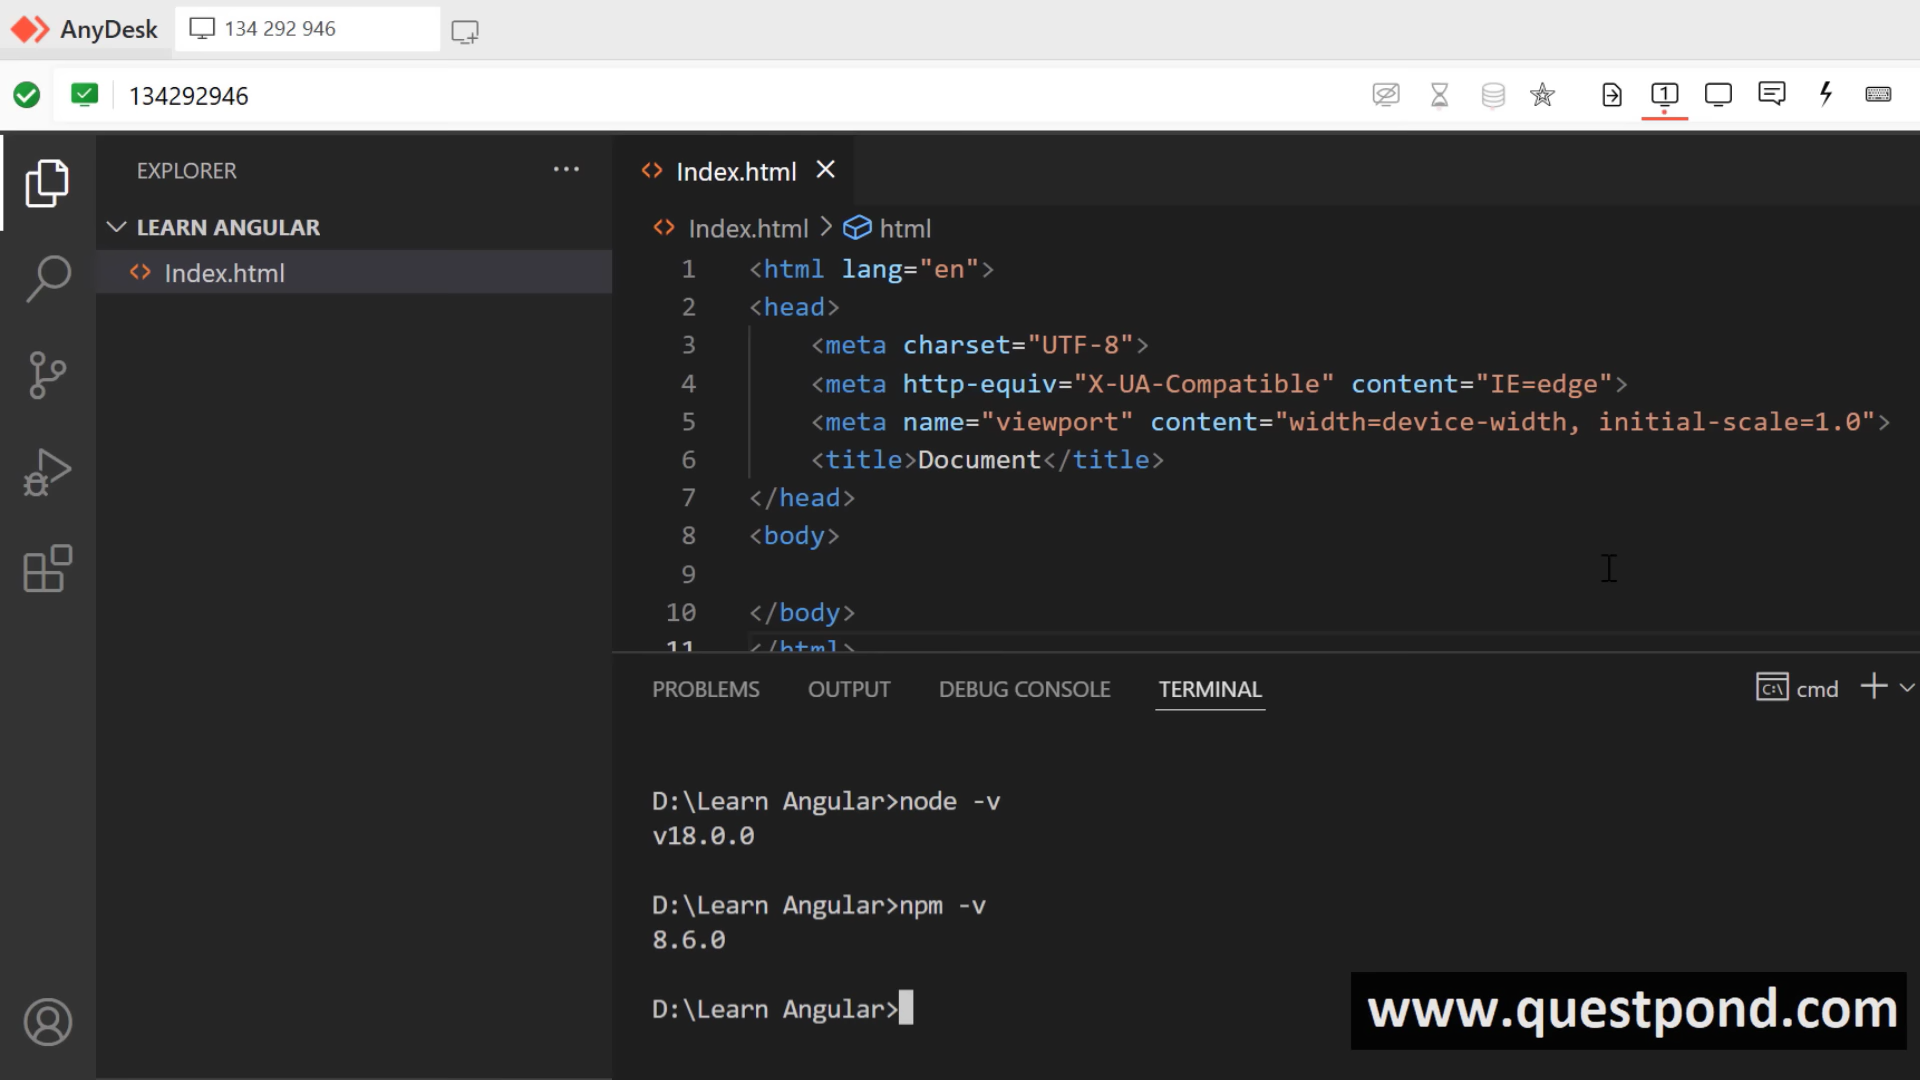 AnyDesk
134 292 946
134292946
1
EXPLORER
LEARN ANGULAR
Index.html
Index.html
Index.html > html
1 <html lang="en">
2 <head>
3 <meta charset="UTF-8">
4 <meta http-equiv="X-UA-Compatible" content="IE=edge">
5 <meta name="viewport" content="width=device-width, initial-scale=1.0">
6 <title>Document</title>
7 </head>
8 <body>
9
10 </body>
11 </html>
PROBLEMS OUTPUT DEBUG CONSOLE TERMINAL
cmd
D:\Learn Angular>node -v
v18.0.0
D:\Learn Angular>npm -v
8.6.0
D:\Learn Angular>
www.questpond.com